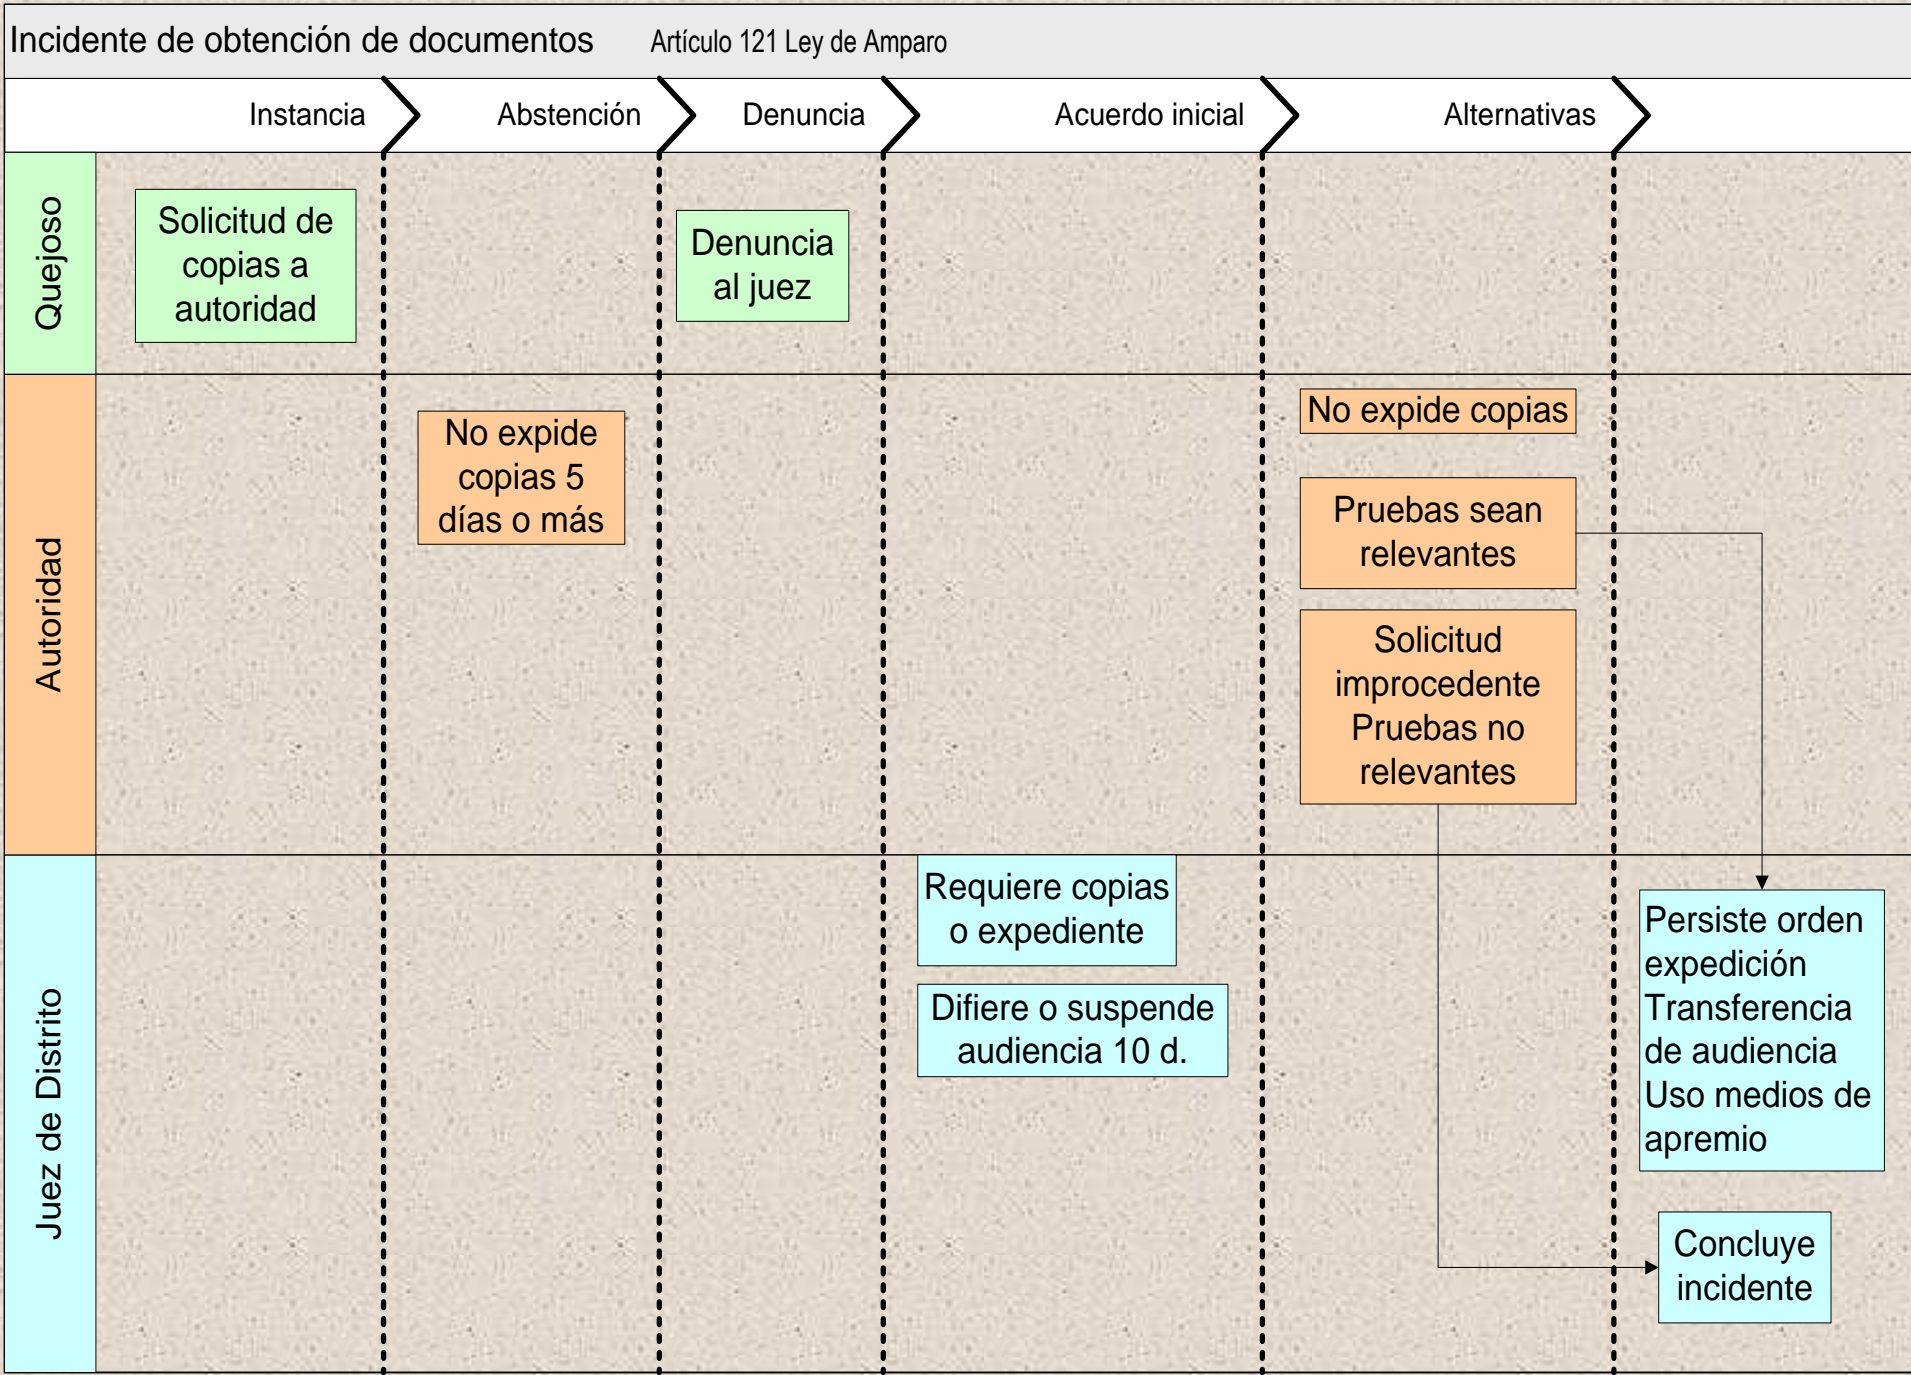 Incidente de obtención de documentos Artículo 121 Ley de Amparo
Instancia
Abstención
Denuncia
Acuerdo inicial
Alternativas
Quejoso
Solicitud de
copias a
autoridad
Denuncia
al juez
Autoridad
No expide
copias 5
días o más
No expide copias
Pruebas sean
relevantes
Solicitud
improcedente
Pruebas no
relevantes
Juez de Distrito
Requiere copias
o expediente
Difiere o suspende
audiencia 10 d.
Persiste orden
expedición
Transferencia
de audiencia
Uso medios de
apremio
Concluye
incidente